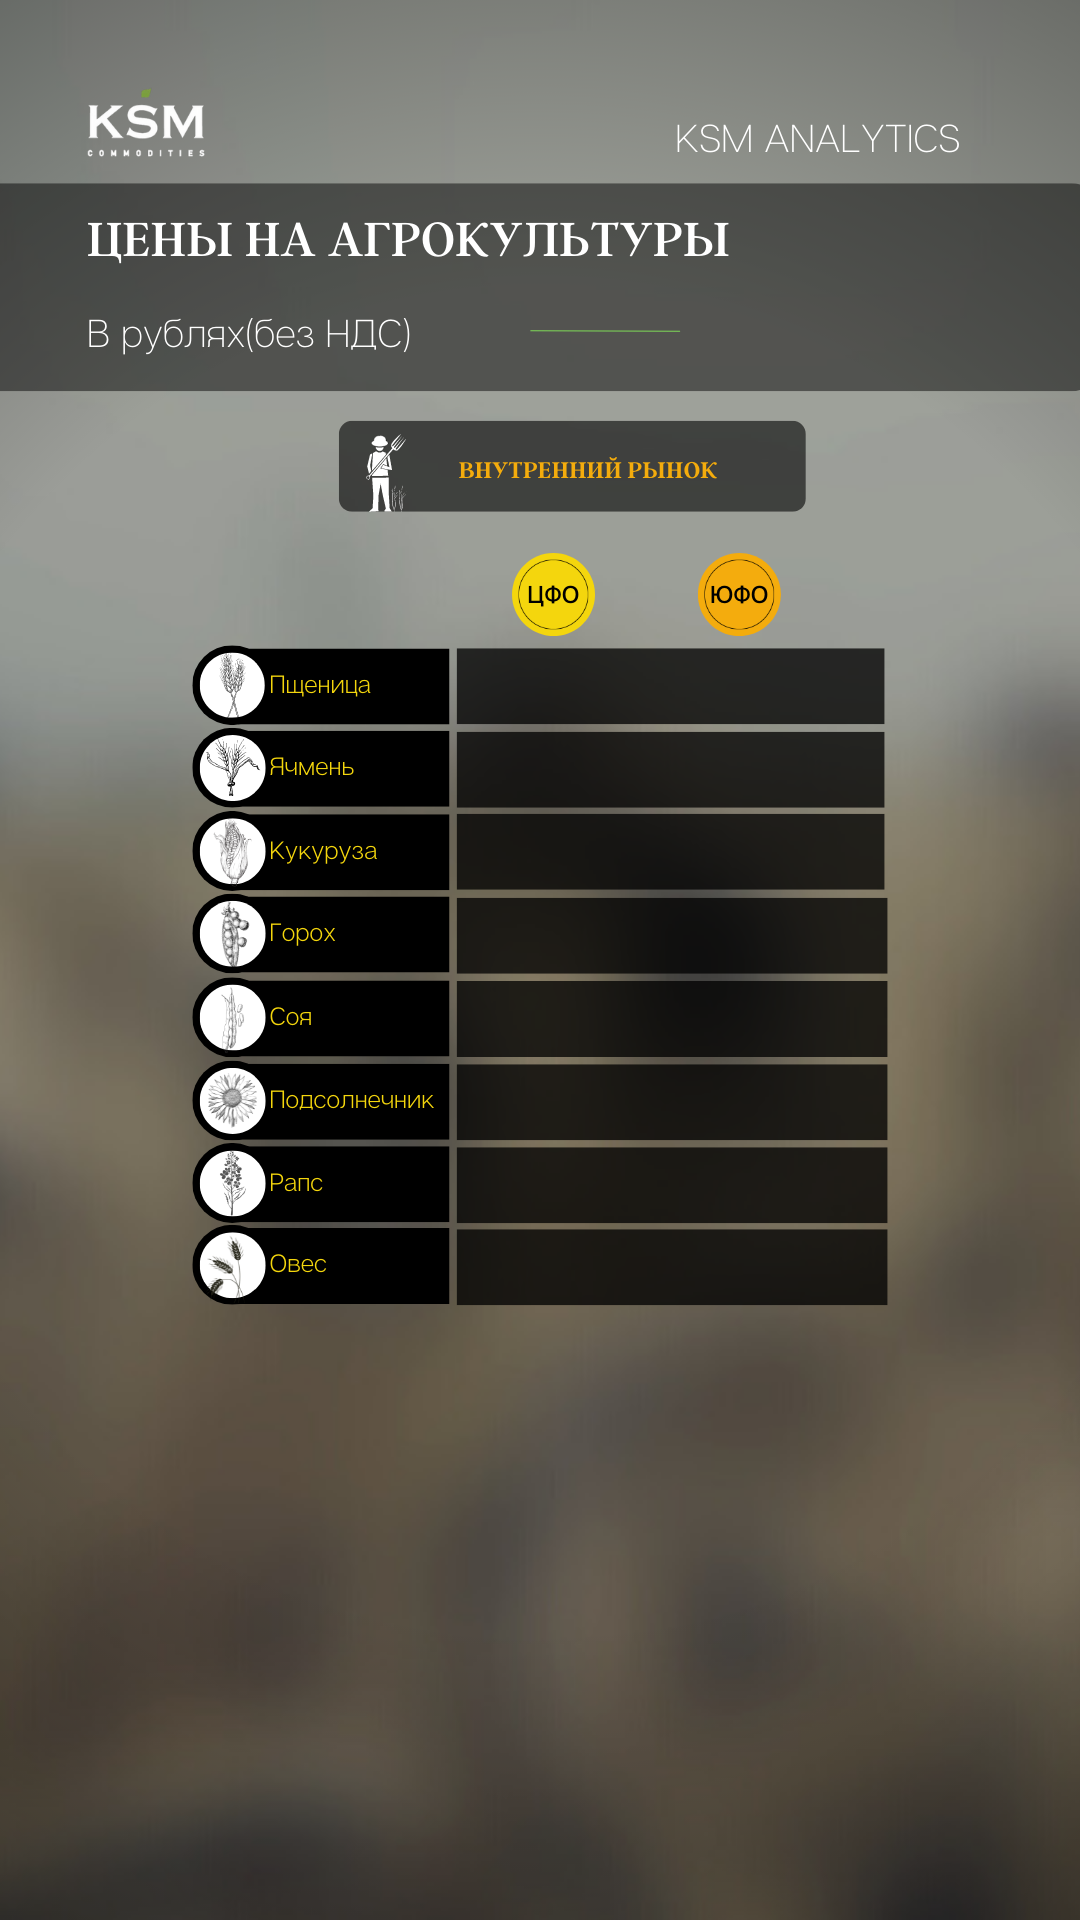 KSM
COMMODITIES
KSM ANALYTICS
ЦЕНЫ НА АГРОКУЛЬТУРЫ
В рублях(без НДС)
ВНУТРЕННИЙ РЫНОК
ЦФО
ЮФО
Пщеница
Ячмень
Кукуруза
Горох
Соя
Подсолнечник
Рапс
Овес